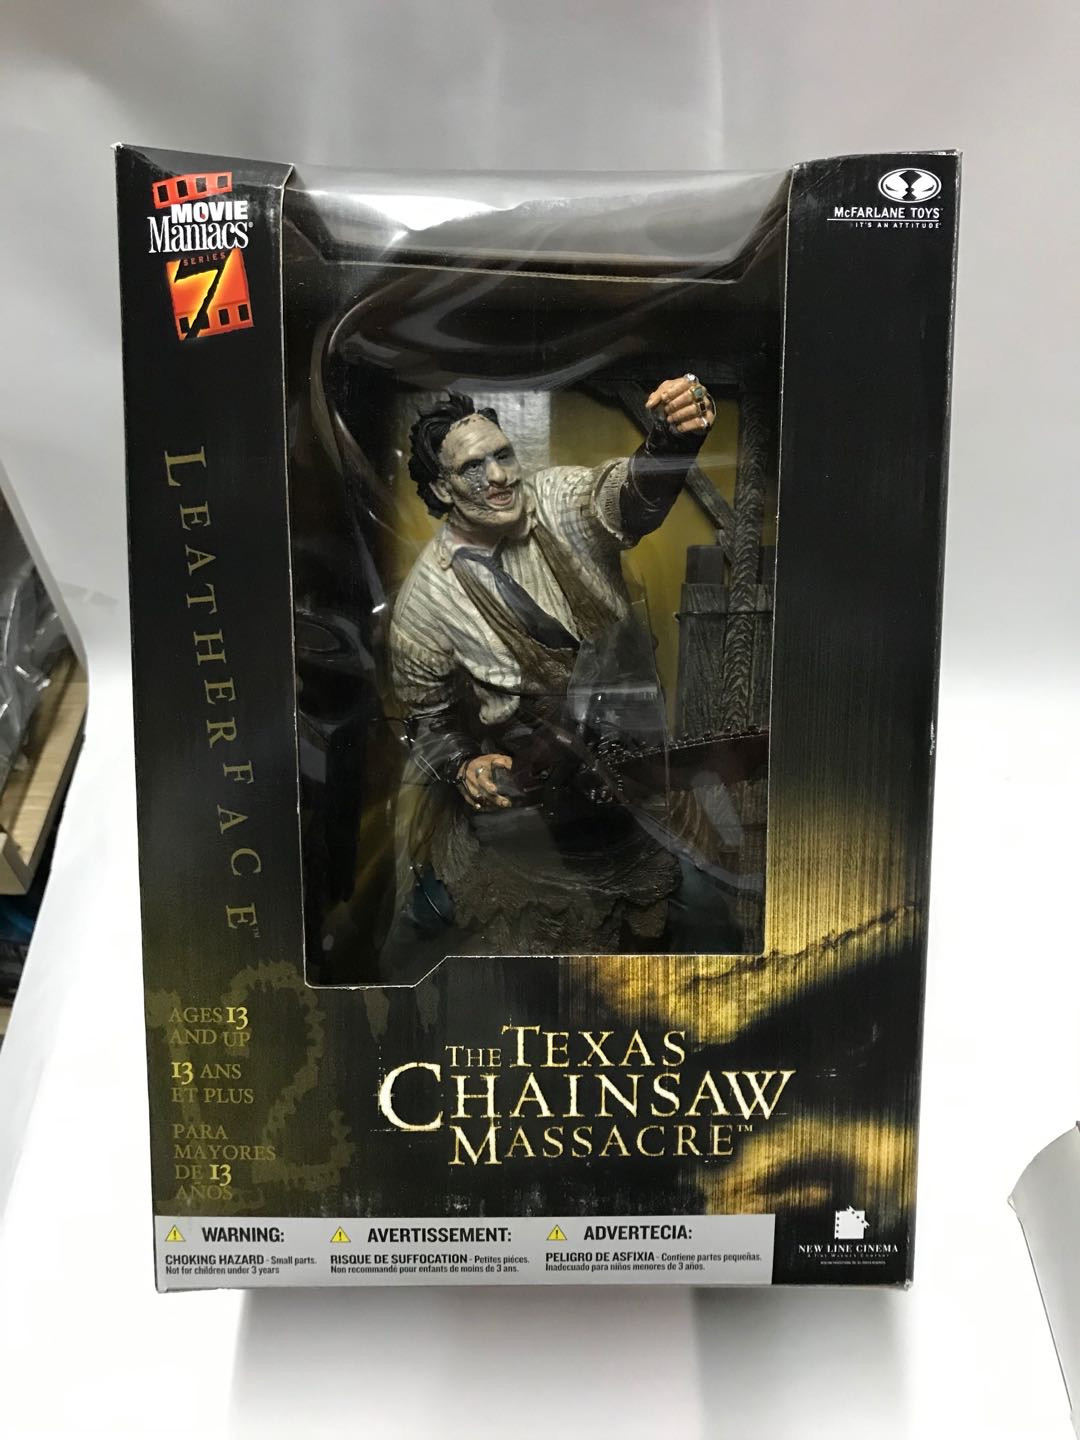 MOVIE
Maniacs®
SERIES
7
McFARLANE TOYS
IT'S AN ATTITUDE
LEATHERFACE™
AGES 13
AND UP
13 ANS
ET PLUS
PARA
MAYORES
DE 13
AÑOS
THE TEXAS
CHAINSAW
MASSACRE™
WARNING:
CHOKING HAZARD - Small parts.
Not for children under 3 years
AVERTISSEMENT:
RISQUE DE SUFFOCATION - Petites pièces.
Non recommandé pour enfants de moins de 3 ans.
ADVERTECIA:
PELIGRO DE ASFIXIA - Contiene partes pequeñas.
Inadecuado para niños menores de 3 años.
NEW LINE CINEMA